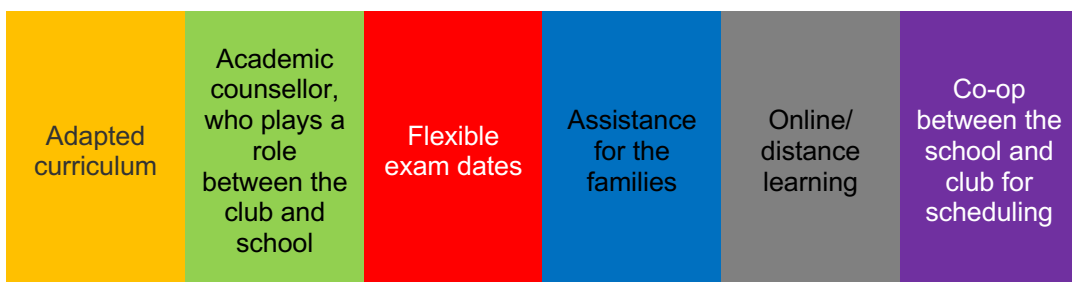 Adapted
curriculum
Academic
counsellor,
who plays a
role
between the
club and
school
Flexible
exam dates
Assistance
for the
families
Online/
distance
learning
Co-op
between the
school and
club for
scheduling